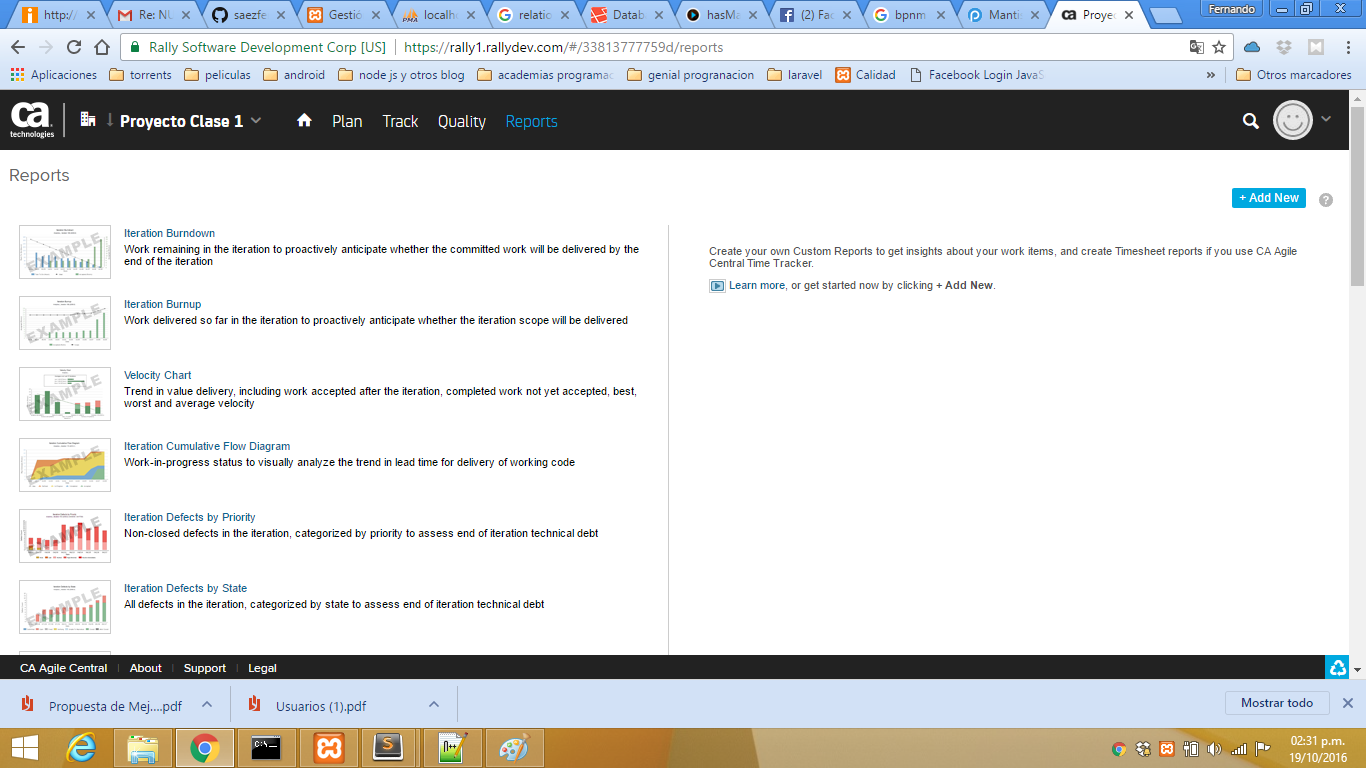 http:/
Re: NU
saezfe
Gestió
localh
relatio
Datab
hasMa
(2) Fac
bpnm
Manti
Proye
Fernando
Rally Software Development Corp [US]
https://rally1.rallydev.com/#/33813777759d/reports
Aplicaciones
torrents
peliculas
android
node js y otros blog
academias programac
genial progranacion
laravel
Calidad
Facebook Login JavaS
»
Otros marcadores
ca
technologies
Proyecto Clase 1
Plan
Track
Quality
Reports
Reports
+ Add New
?
EXAMPLE
Iteration Burndown
Work remaining in the iteration to proactively anticipate whether the committed work will be delivered by the
end of the iteration
EXAMPLE
Iteration Burnup
Work delivered so far in the iteration to proactively anticipate whether the iteration scope will be delivered
EXAMPLE
Velocity Chart
Trend in value delivery, including work accepted after the iteration, completed work not yet accepted, best,
worst and average velocity
EXAMPLE
Iteration Cumulative Flow Diagram
Work-in-progress status to visually analyze the trend in lead time for delivery of working code
EXAMPLE
Iteration Defects by Priority
Non-closed defects in the iteration, categorized by priority to assess end of iteration technical debt
EXAMPLE
Iteration Defects by State
All defects in the iteration, categorized by state to assess end of iteration technical debt
Create your own Custom Reports to get insights about your work items, and create Timesheet reports if you use CA Agile
Central Time Tracker.
Learn more, or get started now by clicking + Add New.
CA Agile Central
About
Support
Legal
Propuesta de Mej....pdf
Usuarios (1).pdf
Mostrar todo
02:31 p.m.
19/10/2016